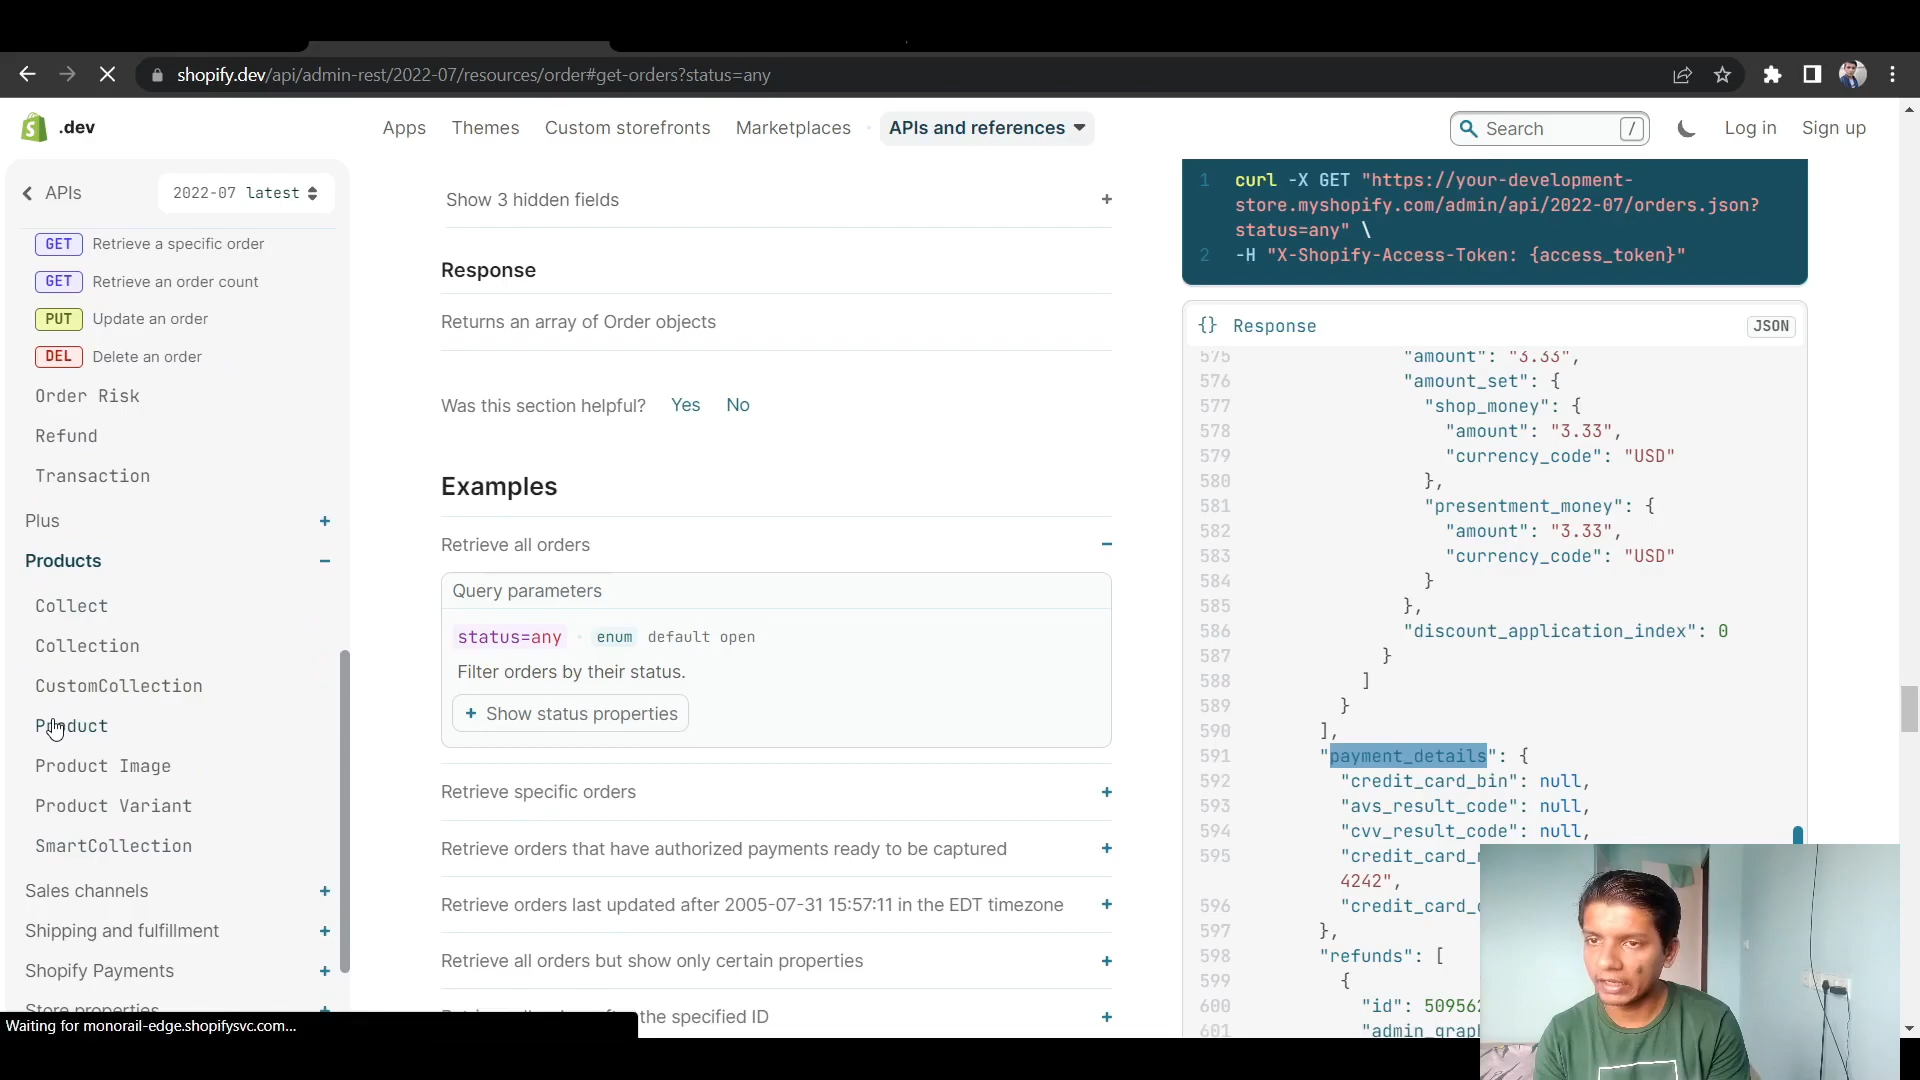 shopify.dev/api/admin-rest/2022-07/resources/order#get-orders?status=any
.dev
Apps
Themes
Custom storefronts
Marketplaces
APIs and references
Search
/
Log in
Sign up
APIs
2022-07 latest
GET Retrieve a specific order
GET Retrieve an order count
PUT Update an order
DEL Delete an order
Order Risk
Refund
Transaction
Plus +
Products −
Collect
Collection
CustomCollection
Product
Product Image
Product Variant
SmartCollection
Sales channels +
Shipping and fulfillment +
Shopify Payments +
Store properties +
Waiting for monorail-edge.shopifysvc.com...
Show 3 hidden fields +
Response
Returns an array of Order objects
Was this section helpful? Yes No
Examples
Retrieve all orders −
Query parameters
status=any · enum default open
Filter orders by their status.
+ Show status properties
Retrieve specific orders +
Retrieve orders that have authorized payments ready to be captured +
Retrieve orders last updated after 2005-07-31 15:57:11 in the EDT timezone +
Retrieve all orders but show only certain properties +
the specified ID +
1 curl -X GET "https://your-development-
store.myshopify.com/admin/api/2022-07/orders.json?
status=any" \
2 -H "X-Shopify-Access-Token: {access_token}"
{} Response JSON
575 "amount": "3.33",
576 "amount_set": {
577 "shop_money": {
578 "amount": "3.33",
579 "currency_code": "USD"
580 },
581 "presentment_money": {
582 "amount": "3.33",
583 "currency_code": "USD"
584 }
585 },
586 "discount_application_index": 0
587 }
588 ]
589 }
590 ],
591 "payment_details": {
592 "credit_card_bin": null,
593 "avs_result_code": null,
594 "cvv_result_code": null,
595 "credit_card_
4242",
596 "credit_card_
597 },
598 "refunds": [
599 {
600 "id": 50956
601 "admin_grap